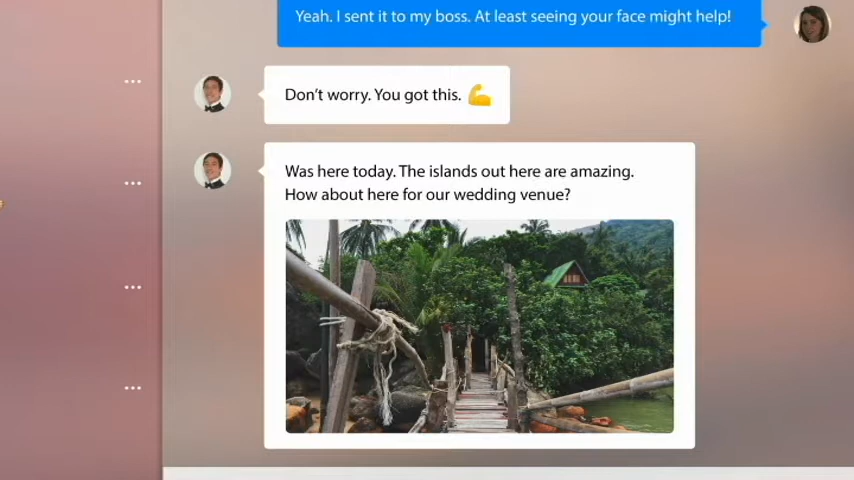 Yeah. I sent it to my boss. At least seeing your face might help!
Don’t worry. You got this. 💪
Was here today. The islands out here are amazing.
How about here for our wedding venue?